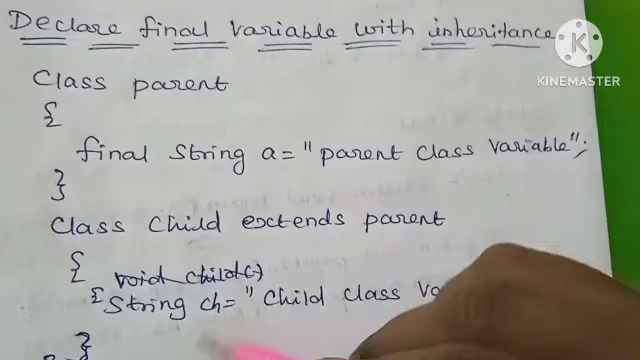 Declare final variable with inheritance
KINEMASTER
Class parent
{
final String a = "parent class variable";
}
Class Child extends parent
{
void child()
{ String ch = " Child class
}